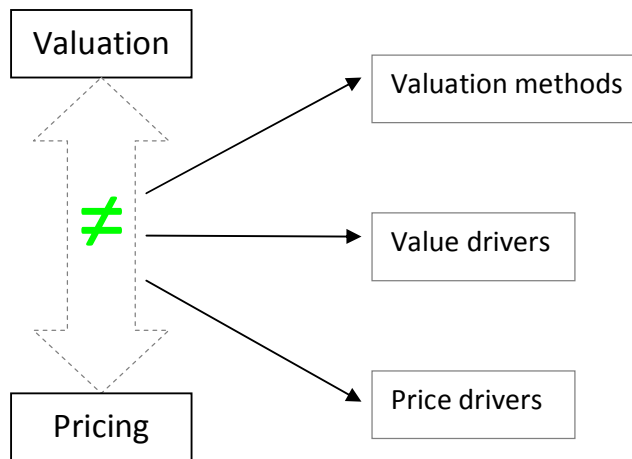 Valuation
Valuation methods
≠
Value drivers
Price drivers
Pricing